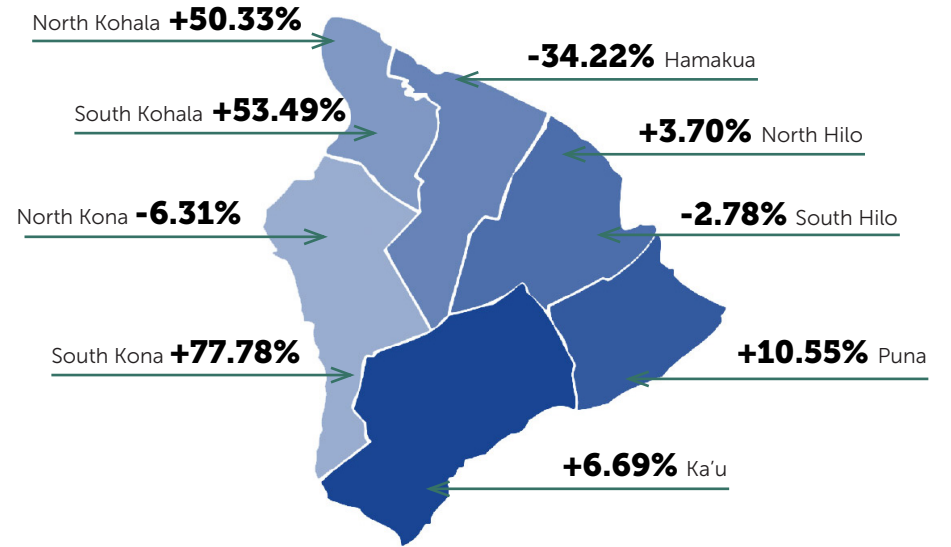 North Kohala +50.33%
-34.22% Hamakua
South Kohala +53.49%
+3.70% North Hilo
North Kona -6.31%
-2.78% South Hilo
South Kona +77.78%
+10.55% Puna
+6.69% Ka’u